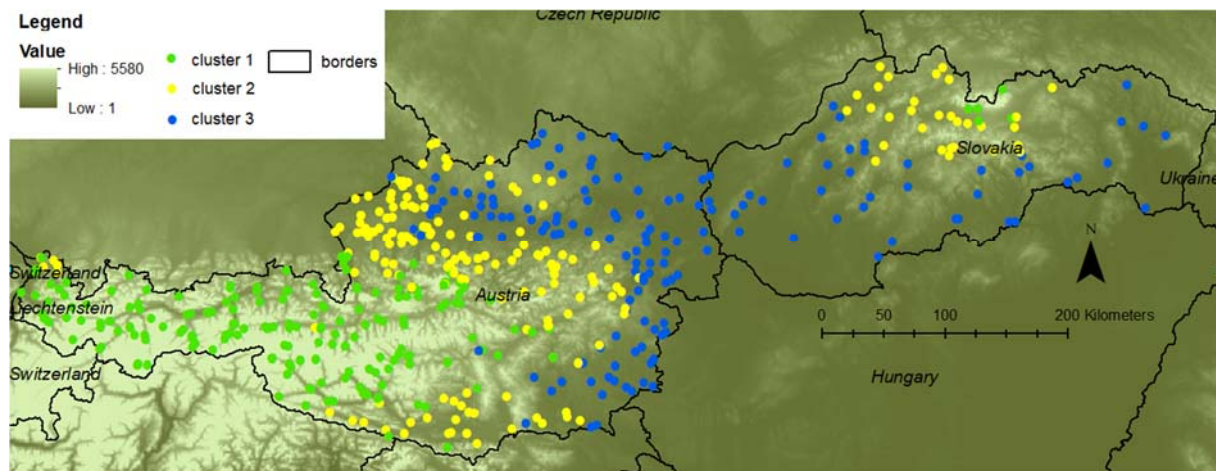 Legend
Value
High : 5580
Low : 1
cluster 1
cluster 2
cluster 3
borders
Czech Republic
Slovakia
Ukraine
N
Switzerland
Liechtenstein
Austria
0 50 100 200 Kilometers
Switzerland
Hungary